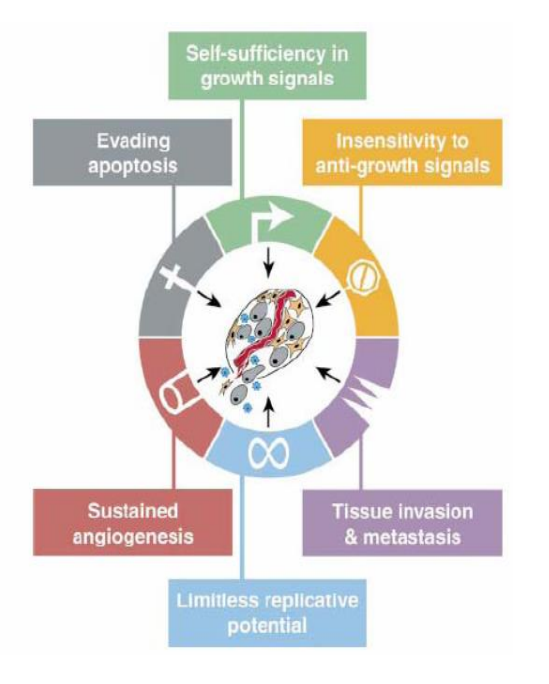 Self-sufficiency in
growth signals
Evading
apoptosis
Insensitivity to
anti-growth signals
Sustained
angiogenesis
Tissue invasion
& metastasis
Limitless replicative
potential